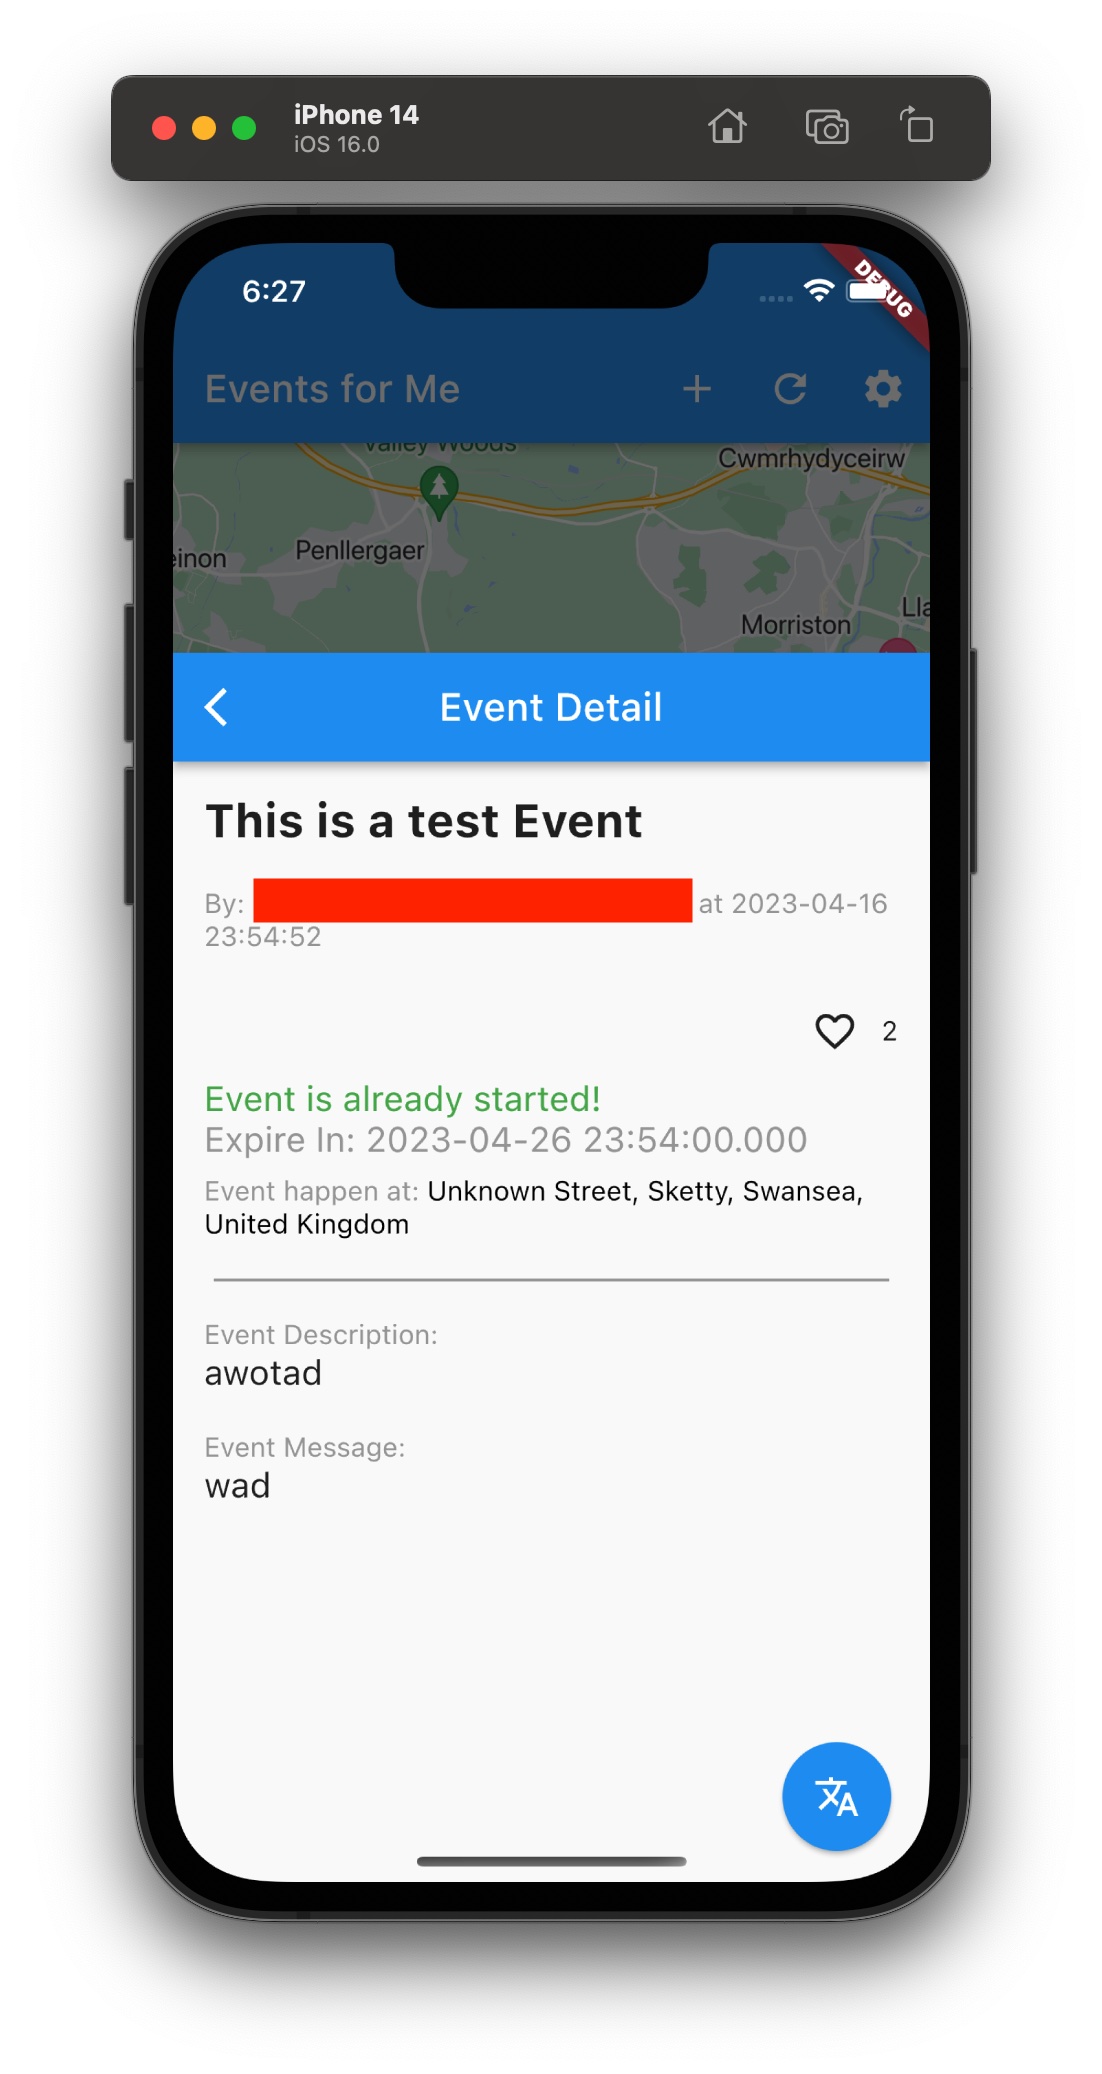 iPhone 14
iOS 16.0
6:27
DEBUG
Events for Me
Valley Woods
Cwmrhydyceirw
einon
Penllergaer
Lla
Morriston
Event Detail
This is a test Event
By: at 2023-04-16
23:54:52
2
Event is already started!
Expire In: 2023-04-26 23:54:00.000
Event happen at: Unknown Street, Sketty, Swansea,
United Kingdom
Event Description:
awotad
Event Message:
wad